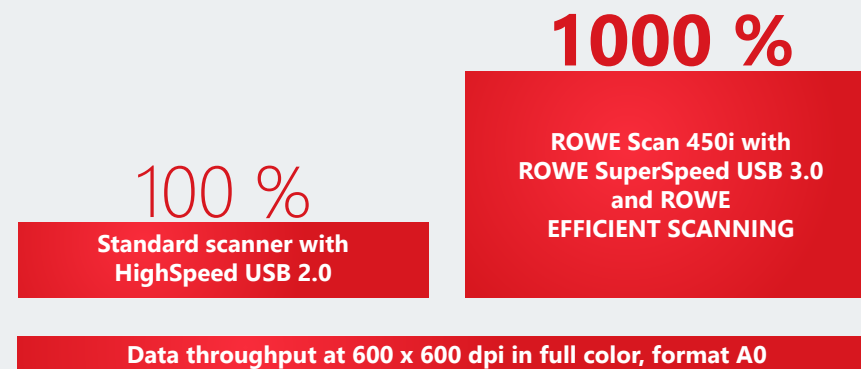 100 %
Standard scanner with
HighSpeed USB 2.0
1000 %
ROWE Scan 450i with
ROWE SuperSpeed USB 3.0
and ROWE
EFFICIENT SCANNING
Data throughput at 600 x 600 dpi in full color, format A0